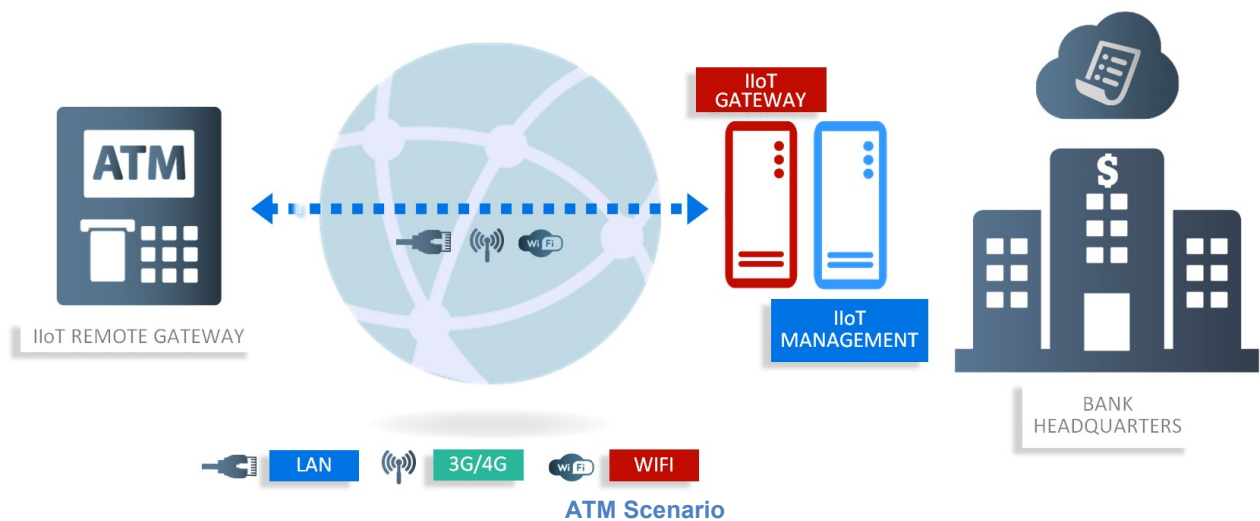 ATM
IIoT REMOTE GATEWAY
Wi Fi
IIoT
GATEWAY
IIoT
MANAGEMENT
$
BANK
HEADQUARTERS
LAN
3G/4G
Wi Fi
WIFI
ATM Scenario